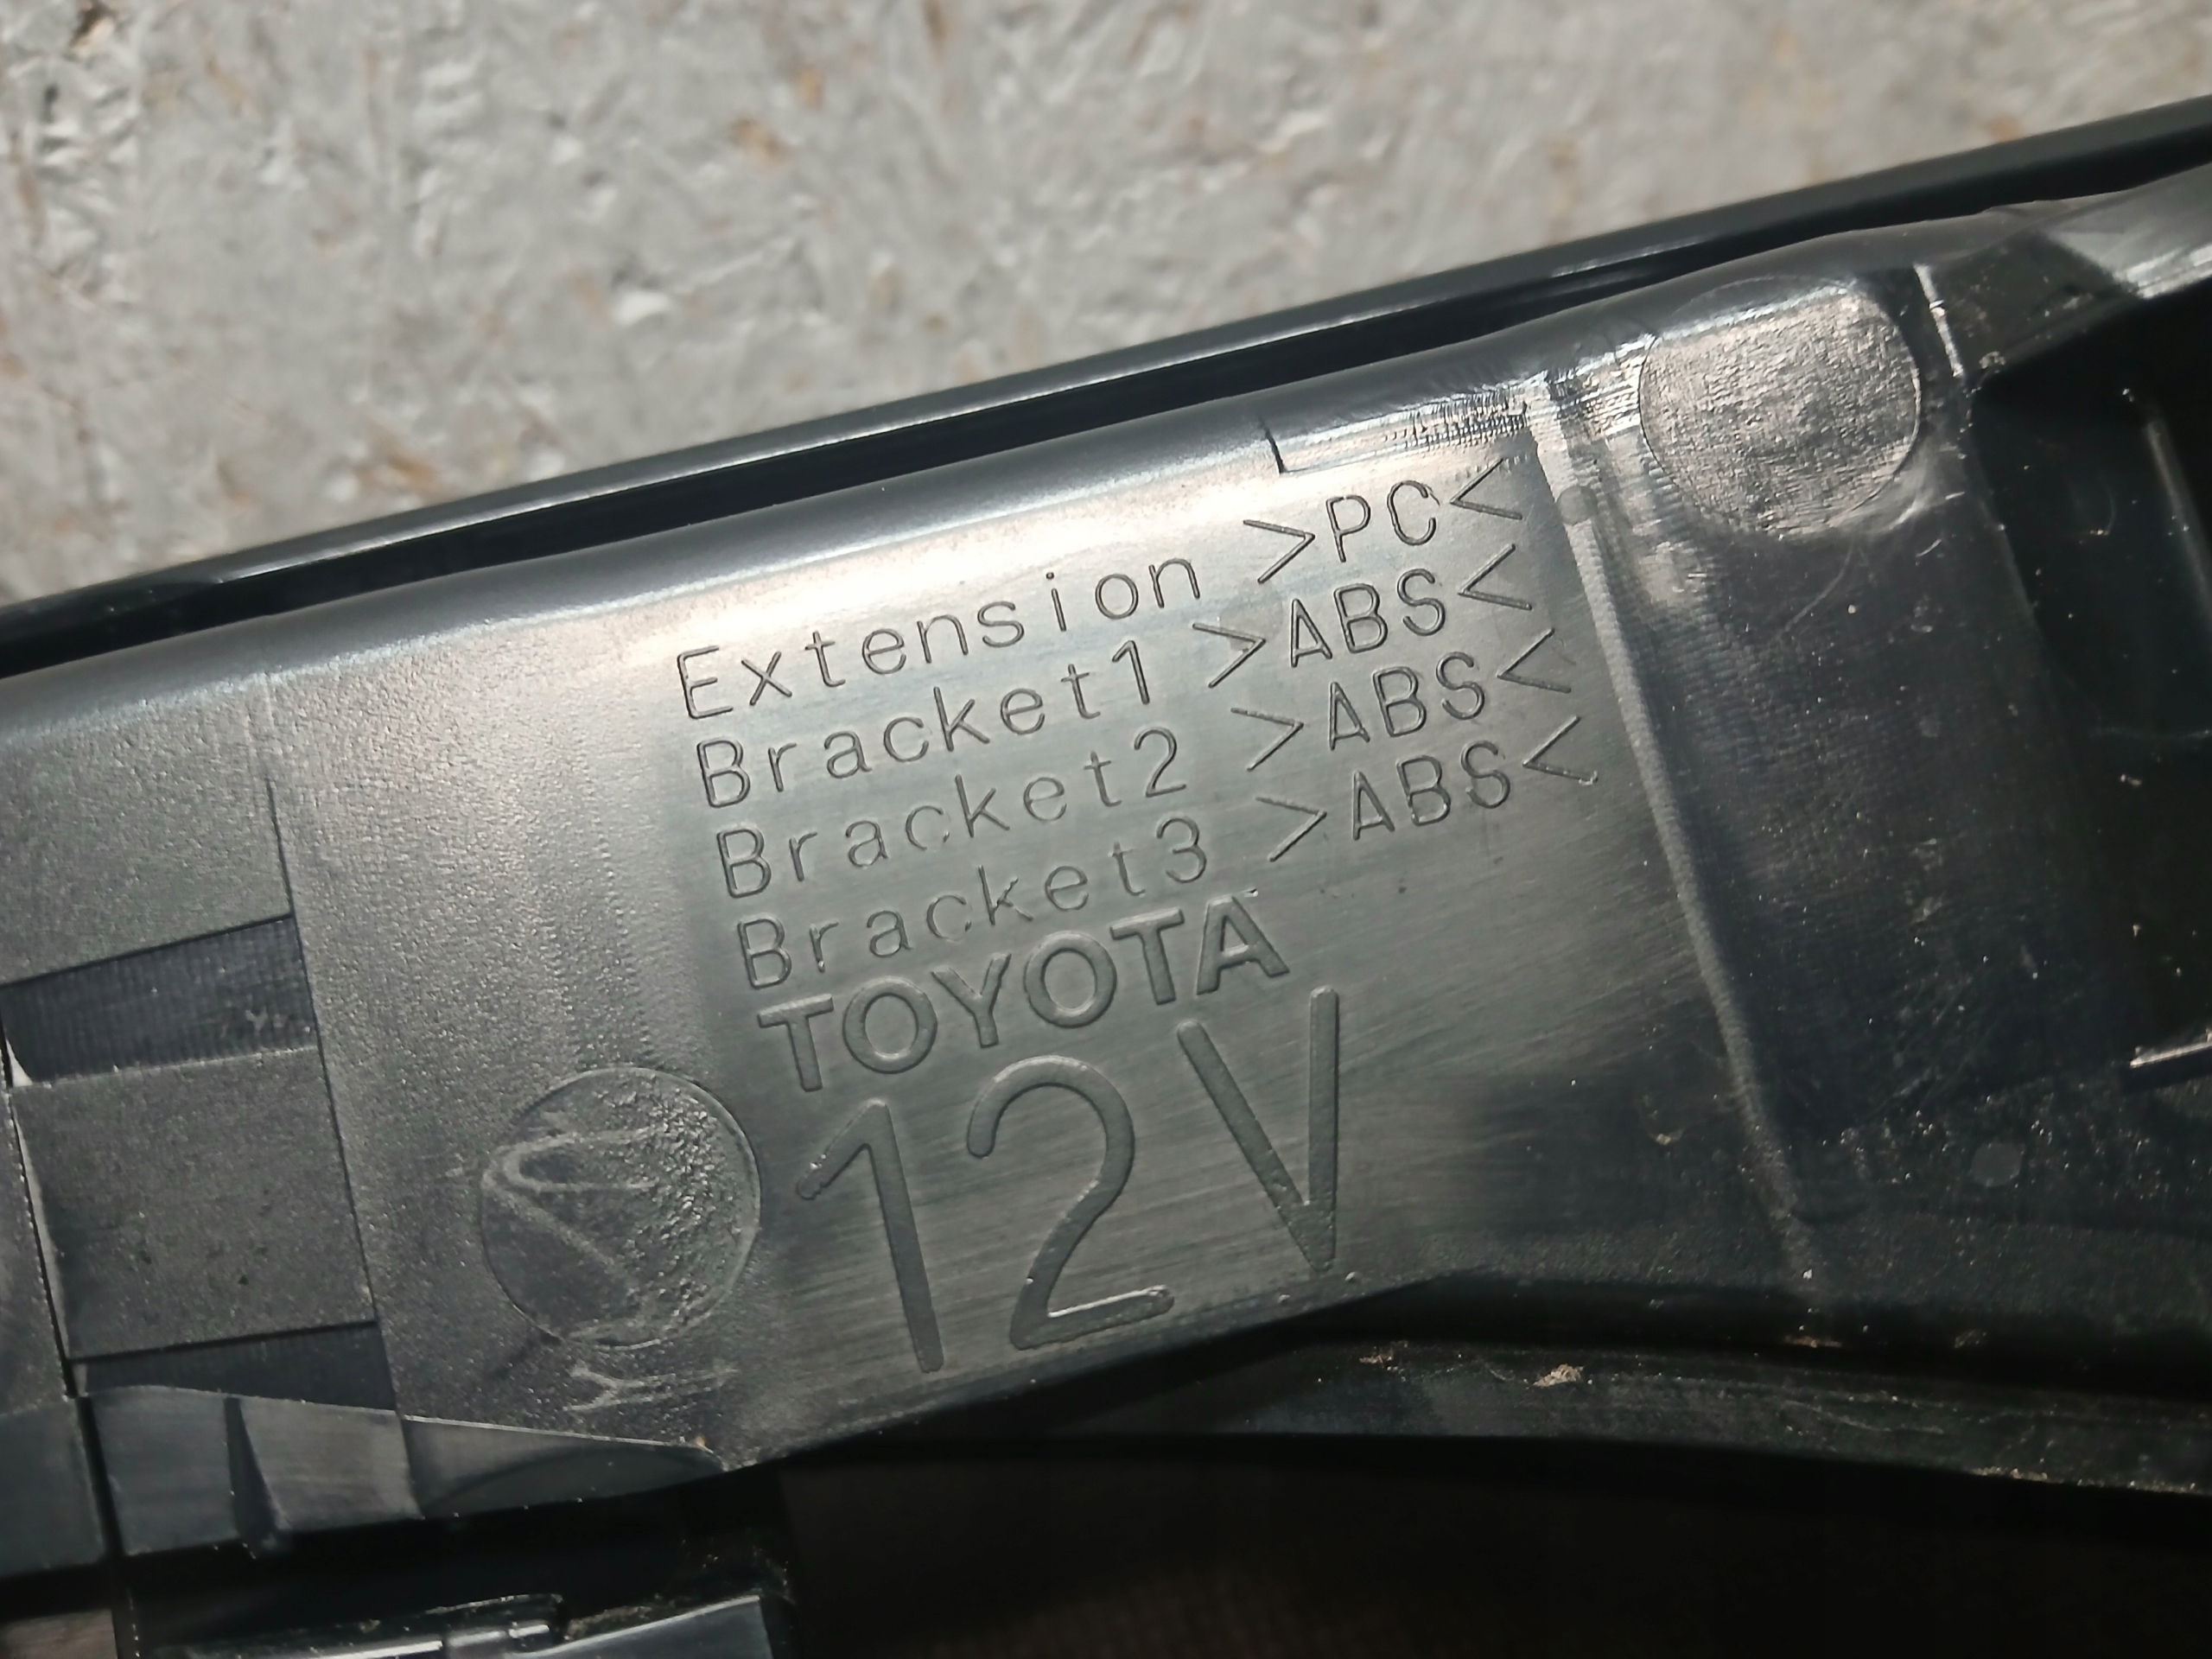 Extension >PC<
Bracket1 >ABS<
Bracket2 >ABS<
Bracket3 >ABS<
TOYOTA
12V